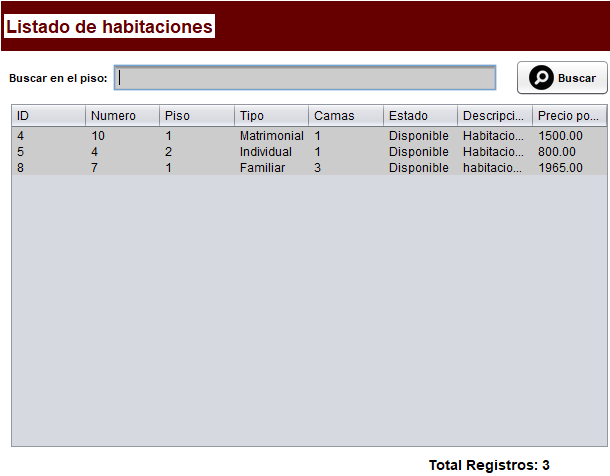 Listado de habitaciones
Buscar en el piso: Buscar
ID Numero Piso Tipo Camas Estado Descripci... Precio po...
4 10 1 Matrimonial 1 Disponible Habitacio... 1500.00
5 4 2 Individual 1 Disponible Habitacio... 800.00
8 7 1 Familiar 3 Disponible habitacio... 1965.00
Total Registros: 3